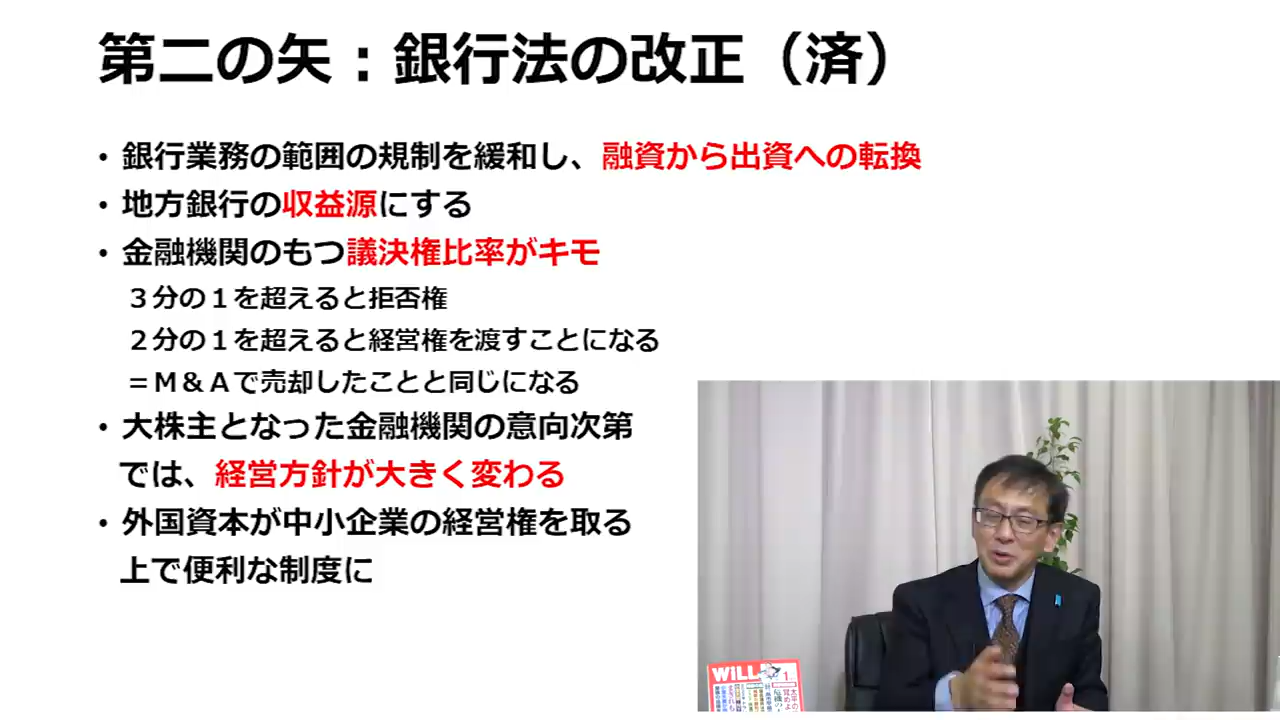 第二の矢：銀行法の改正（済）
• 銀行業務の範囲の規制を緩和し、融資から出資への転換
• 地方銀行の収益源にする
• 金融機関のもつ議決権比率がキモ
３分の１を超えると拒否権
２分の１を超えると経営権を渡すことになる
＝Ｍ＆Ａで売却したことと同じになる
• 大株主となった金融機関の意向次第
では、経営方針が大きく変わる
• 外国資本が中小企業の経営権を取る
上で便利な制度に
WiLL
1